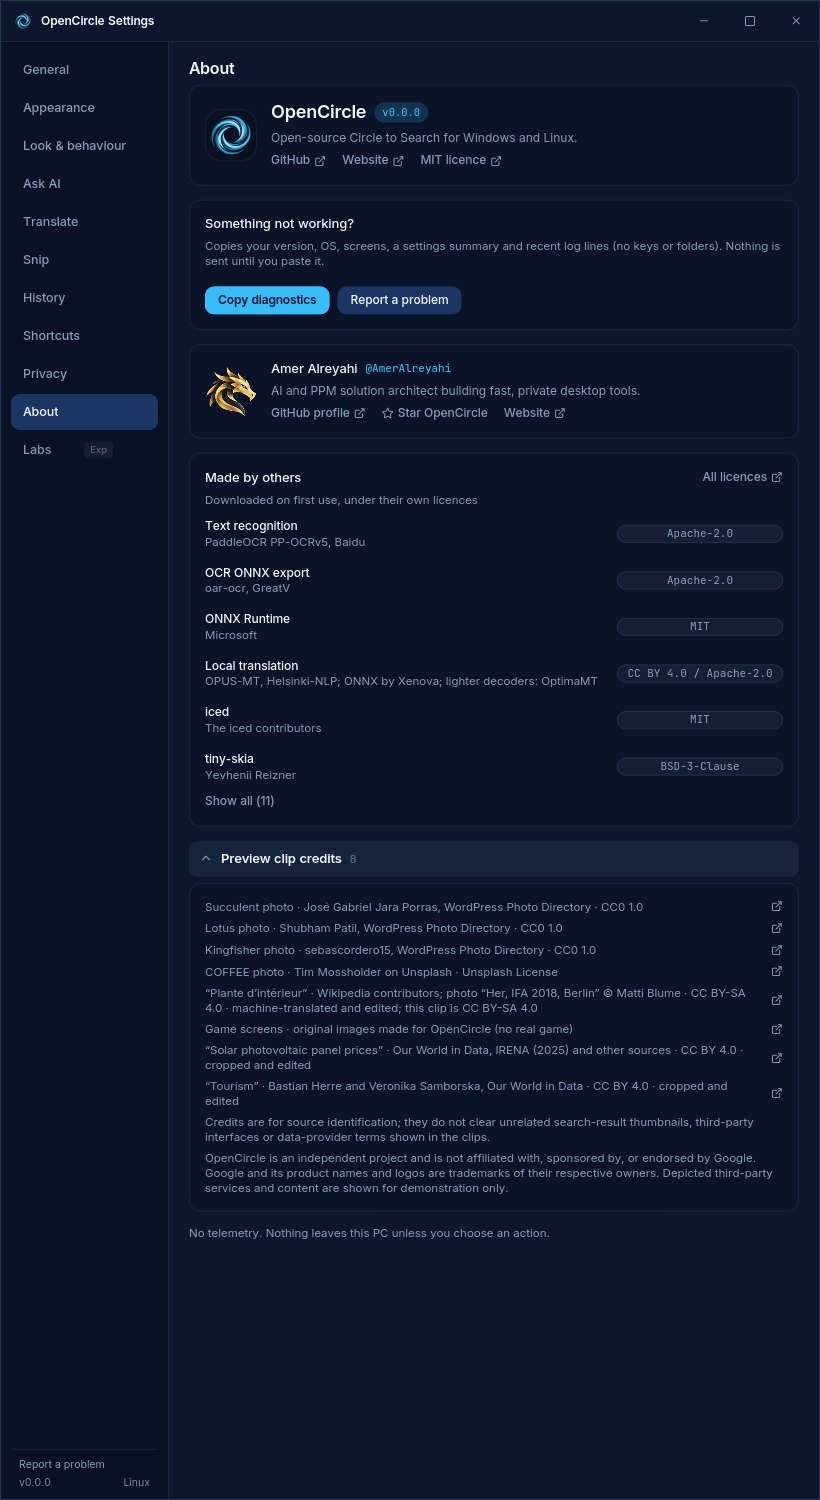 OpenCircle Settings
General
Appearance
Look & behaviour
Ask AI
Translate
Snip
History
Shortcuts
Privacy
About
Labs Exp
Report a problem
v0.0.0 Linux
About
OpenCircle v0.0.0
Open-source Circle to Search for Windows and Linux.
GitHub Website MIT licence
Something not working?
Copies your version, OS, screens, a settings summary and recent log lines (no keys or folders). Nothing is
sent until you paste it.
Copy diagnostics Report a problem
Amer Alreyahi @AmerAlreyahi
AI and PPM solution architect building fast, private desktop tools.
GitHub profile Star OpenCircle Website
Made by others All licences
Downloaded on first use, under their own licences
Text recognition
PaddleOCR PP-OCRv5, Baidu
Apache-2.0
OCR ONNX export
oar-ocr, GreatV
Apache-2.0
ONNX Runtime
Microsoft
MIT
Local translation
OPUS-MT, Helsinki-NLP; ONNX by Xenova; lighter decoders: OptimaMT
CC BY 4.0 / Apache-2.0
iced
The iced contributors
MIT
tiny-skia
Yevhenii Reizner
BSD-3-Clause
Show all (11)
Preview clip credits 8
Succulent photo · José Gabriel Jara Porras, WordPress Photo Directory · CC0 1.0
Lotus photo · Shubham Patil, WordPress Photo Directory · CC0 1.0
Kingfisher photo · sebascordero15, WordPress Photo Directory · CC0 1.0
COFFEE photo · Tim Mossholder on Unsplash · Unsplash License
“Plante d’intérieur” · Wikipedia contributors; photo “Her, IFA 2018, Berlin” © Matti Blume · CC BY-SA
4.0 · machine-translated and edited; this clip is CC BY-SA 4.0
Game screens · original images made for OpenCircle (no real game)
“Solar photovoltaic panel prices” · Our World in Data, IRENA (2025) and other sources · CC BY 4.0 ·
cropped and edited
“Tourism” · Bastian Herre and Veronika Samborska, Our World in Data · CC BY 4.0 · cropped and
edited
Credits are for source identification; they do not clear unrelated search-result thumbnails, third-party
interfaces or data-provider terms shown in the clips.
OpenCircle is an independent project and is not affiliated with, sponsored by, or endorsed by Google.
Google and its product names and logos are trademarks of their respective owners. Depicted third-party
services and content are shown for demonstration only.
No telemetry. Nothing leaves this PC unless you choose an action.